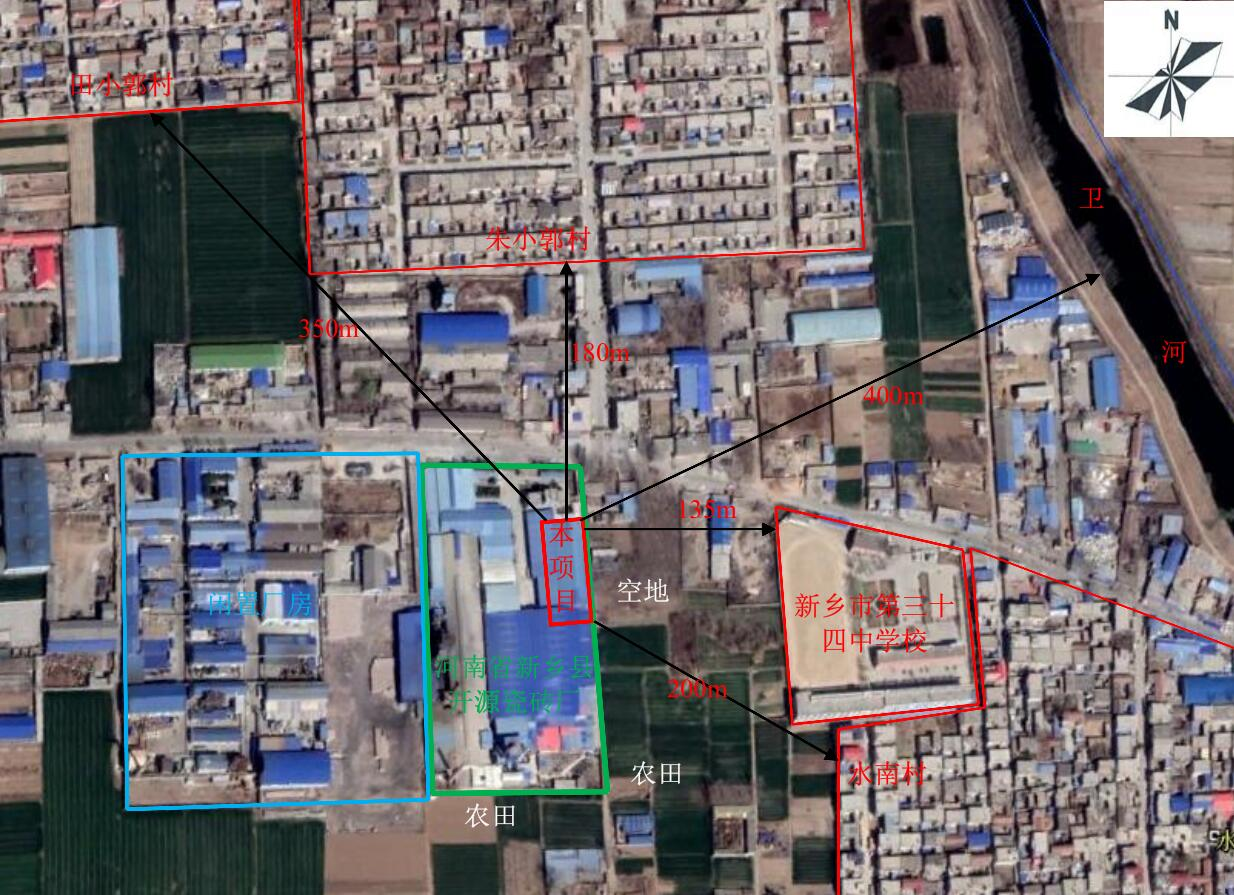 N
田小郭村
卫
朱小郭村
350m
180m
河
400m
135m
本
项
目
空地
闲置厂房
新乡市第三十
四中学校
河南省新乡县
开源瓷砖厂
200m
农田
水南村
农田
水